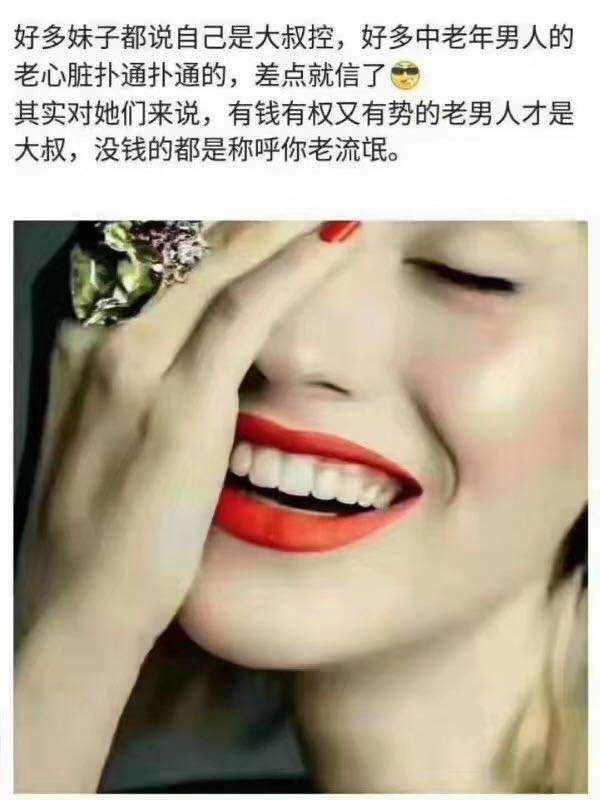 好多妹子都说自己是大叔控，好多中老年男人的
老心脏扑通扑通的，差点就信了😎
其实对她们来说，有钱有权又有势的老男人才是
大叔，没钱的都是称呼你老流氓。